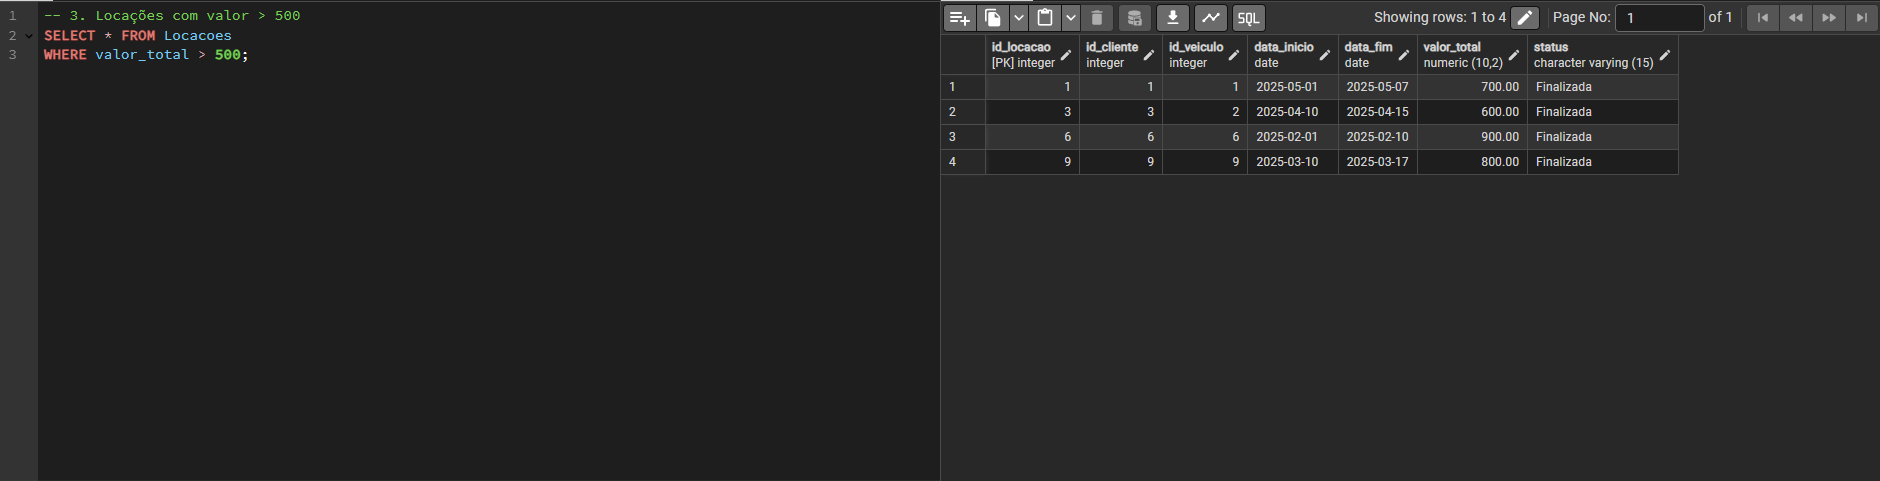 1 -- 3. Locações com valor > 500
2 SELECT * FROM Locacoes
3 WHERE valor_total > 500;
SQL Showing rows: 1 to 4 Page No: 1 of 1
id_locacao id_cliente id_veiculo data_inicio data_fim valor_total status
[PK] integer integer integer date date numeric (10,2) character varying (15)
1 1 1 1 2025-05-01 2025-05-07 700.00 Finalizada
2 3 3 2 2025-04-10 2025-04-15 600.00 Finalizada
3 6 6 6 2025-02-01 2025-02-10 900.00 Finalizada
4 9 9 9 2025-03-10 2025-03-17 800.00 Finalizada